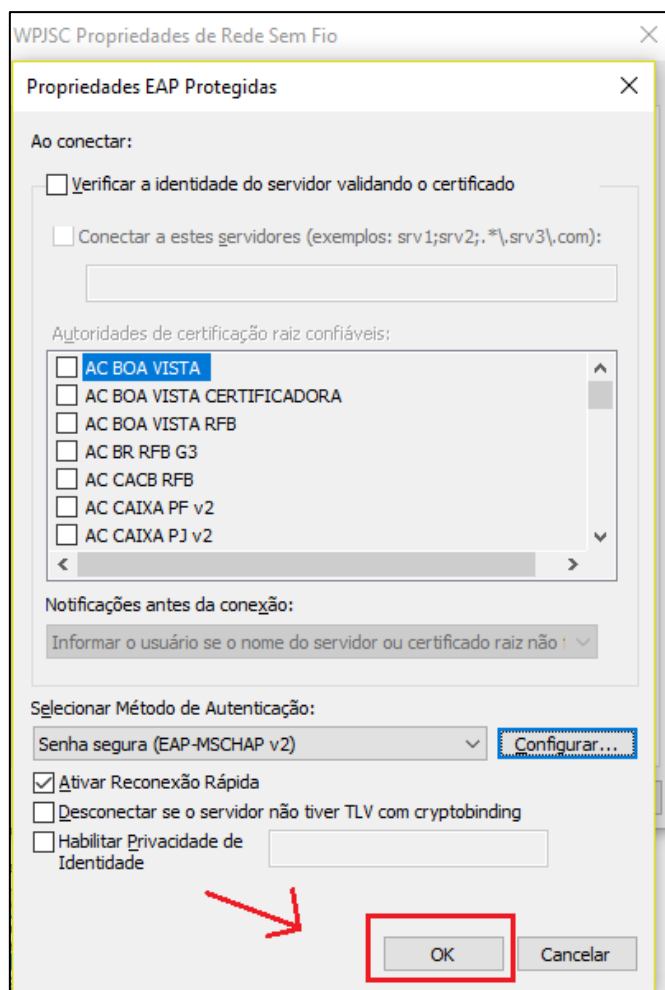 WPJSC Propriedades de Rede Sem Fio
Propriedades EAP Protegidas
Ao conectar:
Verificar a identidade do servidor validando o certificado
Conectar a estes servidores (exemplos: srv1;srv2;.*\.srv3\.com):
Autoridades de certificação raiz confiáveis:
AC BOA VISTA
AC BOA VISTA CERTIFICADORA
AC BOA VISTA RFB
AC BR RFB G3
AC CACB RFB
AC CAIXA PF v2
AC CAIXA PJ v2
Notificações antes da conexão:
Informar o usuário se o nome do servidor ou certificado raiz não
Selecionar Método de Autenticação:
Senha segura (EAP-MSCHAP v2)
Configurar...
Ativar Reconexão Rápida
Desconectar se o servidor não tiver TLV com cryptobinding
Habilitar Privacidade de
Identidade
OK
Cancelar